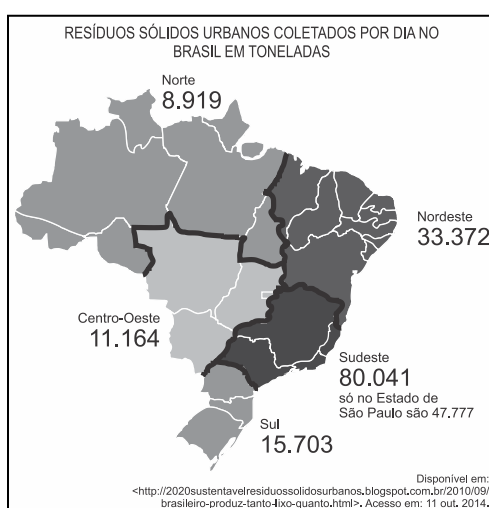 RESÍDUOS SÓLIDOS URBANOS COLETADOS POR DIA NO
BRASIL EM TONELADAS
Norte
8.919
Nordeste
33.372
Centro-Oeste
11.164
Sudeste
80.041
só no Estado de
São Paulo são 47.777
Sul
15.703
Disponível em:
<http://2020sustentavelresiduossolidosurbanos.blogspot.com.br/2010/09/
brasileiro-produz-tanto-lixo-quanto.html>. Acesso em: 11 out. 2014.